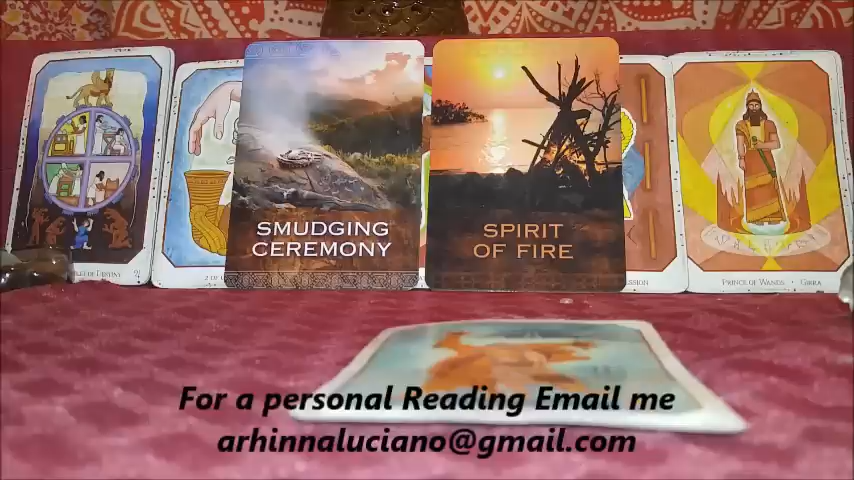 SMUDGING
CEREMONY
SPIRIT
OF FIRE
PRINCE OF WANDS • GIRRA
For a personal Reading Email me
arhinnaluciano@gmail.com